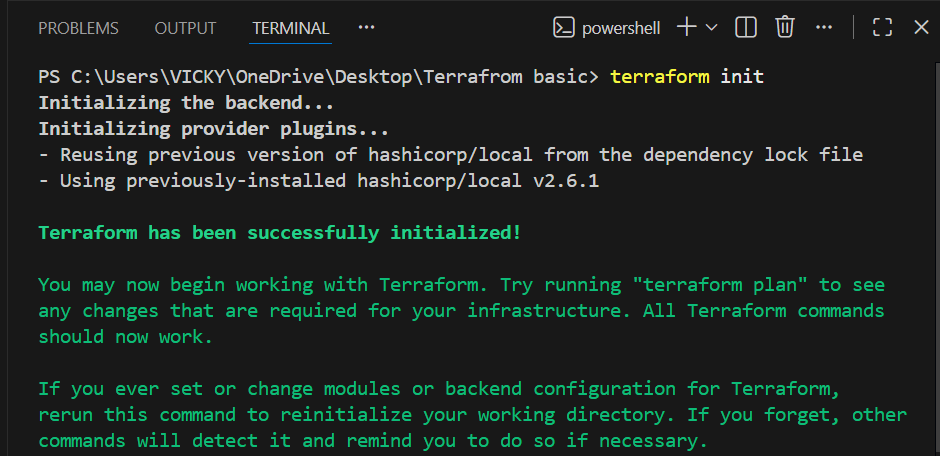 PROBLEMS OUTPUT TERMINAL ··· powershell
PS C:\Users\VICKY\OneDrive\Desktop\Terrafrom basic> terraform init
Initializing the backend...
Initializing provider plugins...
- Reusing previous version of hashicorp/local from the dependency lock file
- Using previously-installed hashicorp/local v2.6.1
Terraform has been successfully initialized!
You may now begin working with Terraform. Try running "terraform plan" to see
any changes that are required for your infrastructure. All Terraform commands
should now work.
If you ever set or change modules or backend configuration for Terraform,
rerun this command to reinitialize your working directory. If you forget, other
commands will detect it and remind you to do so if necessary.